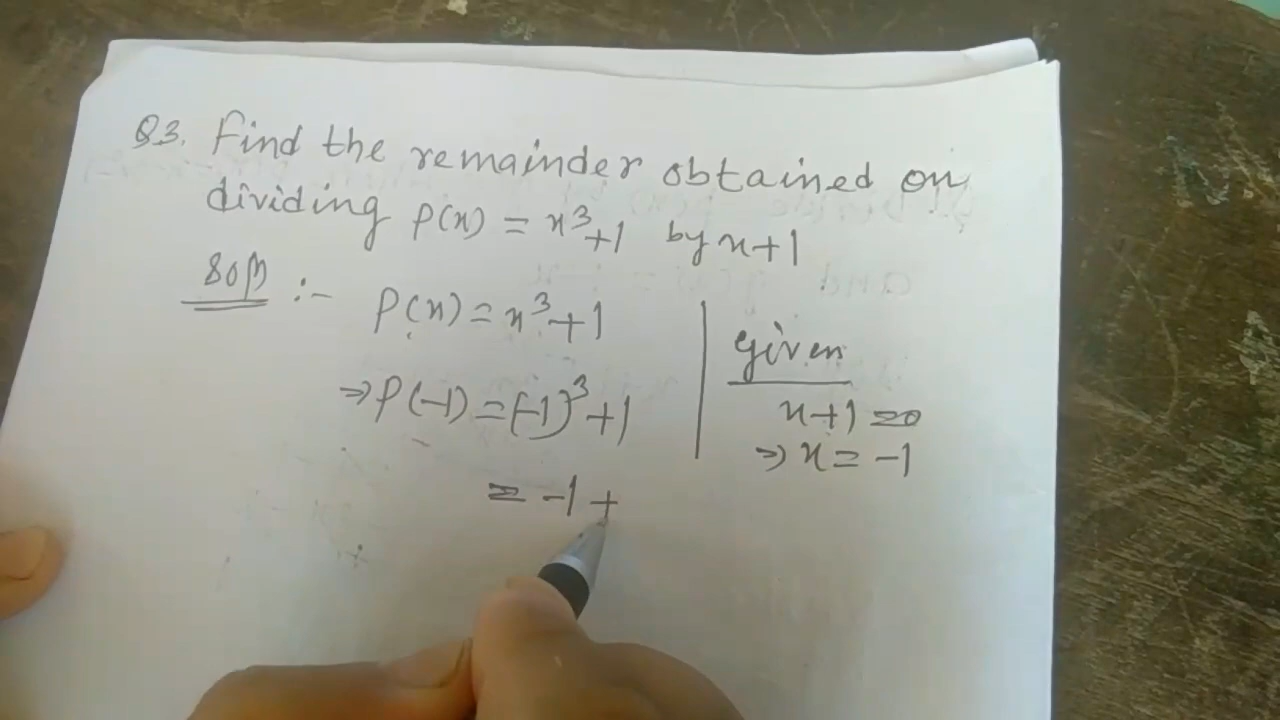 Q3. Find the remainder obtained on
dividing P(x) = x³+1 by x+1
Soln :-
P(x) = x³+1
⇒ P(-1) = (-1)³+1
= -1 +
given
x+1=0
⇒ x = -1